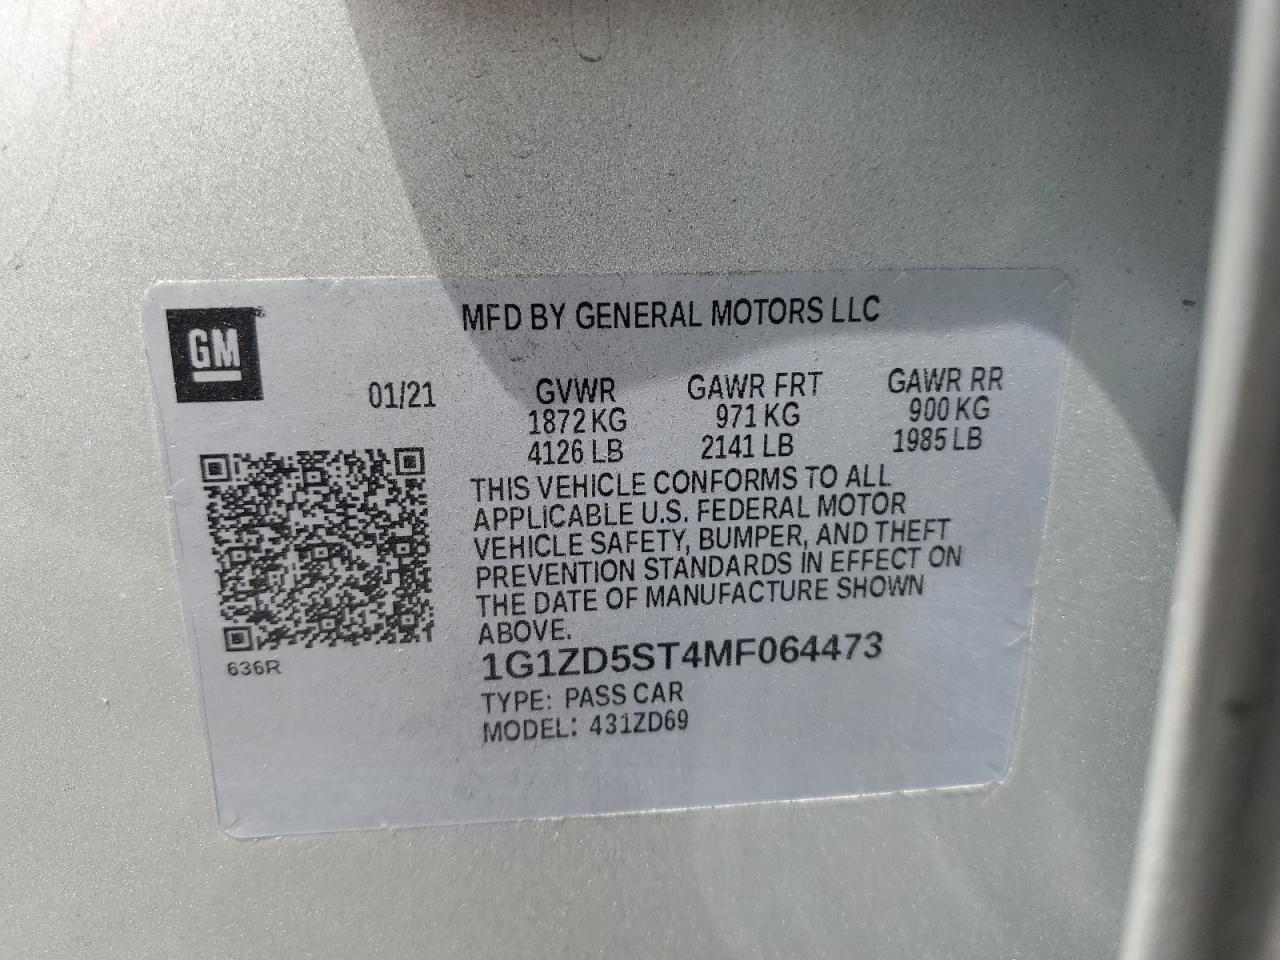 GM
MFD BY GENERAL MOTORS LLC
01/21
GVWR GAWR FRT GAWR RR
1872 KG 971 KG 900 KG
4126 LB 2141 LB 1985 LB
THIS VEHICLE CONFORMS TO ALL
APPLICABLE U.S. FEDERAL MOTOR
VEHICLE SAFETY, BUMPER, AND THEFT
PREVENTION STANDARDS IN EFFECT ON
THE DATE OF MANUFACTURE SHOWN
ABOVE.
636R
1G1ZD5ST4MF064473
TYPE: PASS CAR
MODEL: 431ZD69